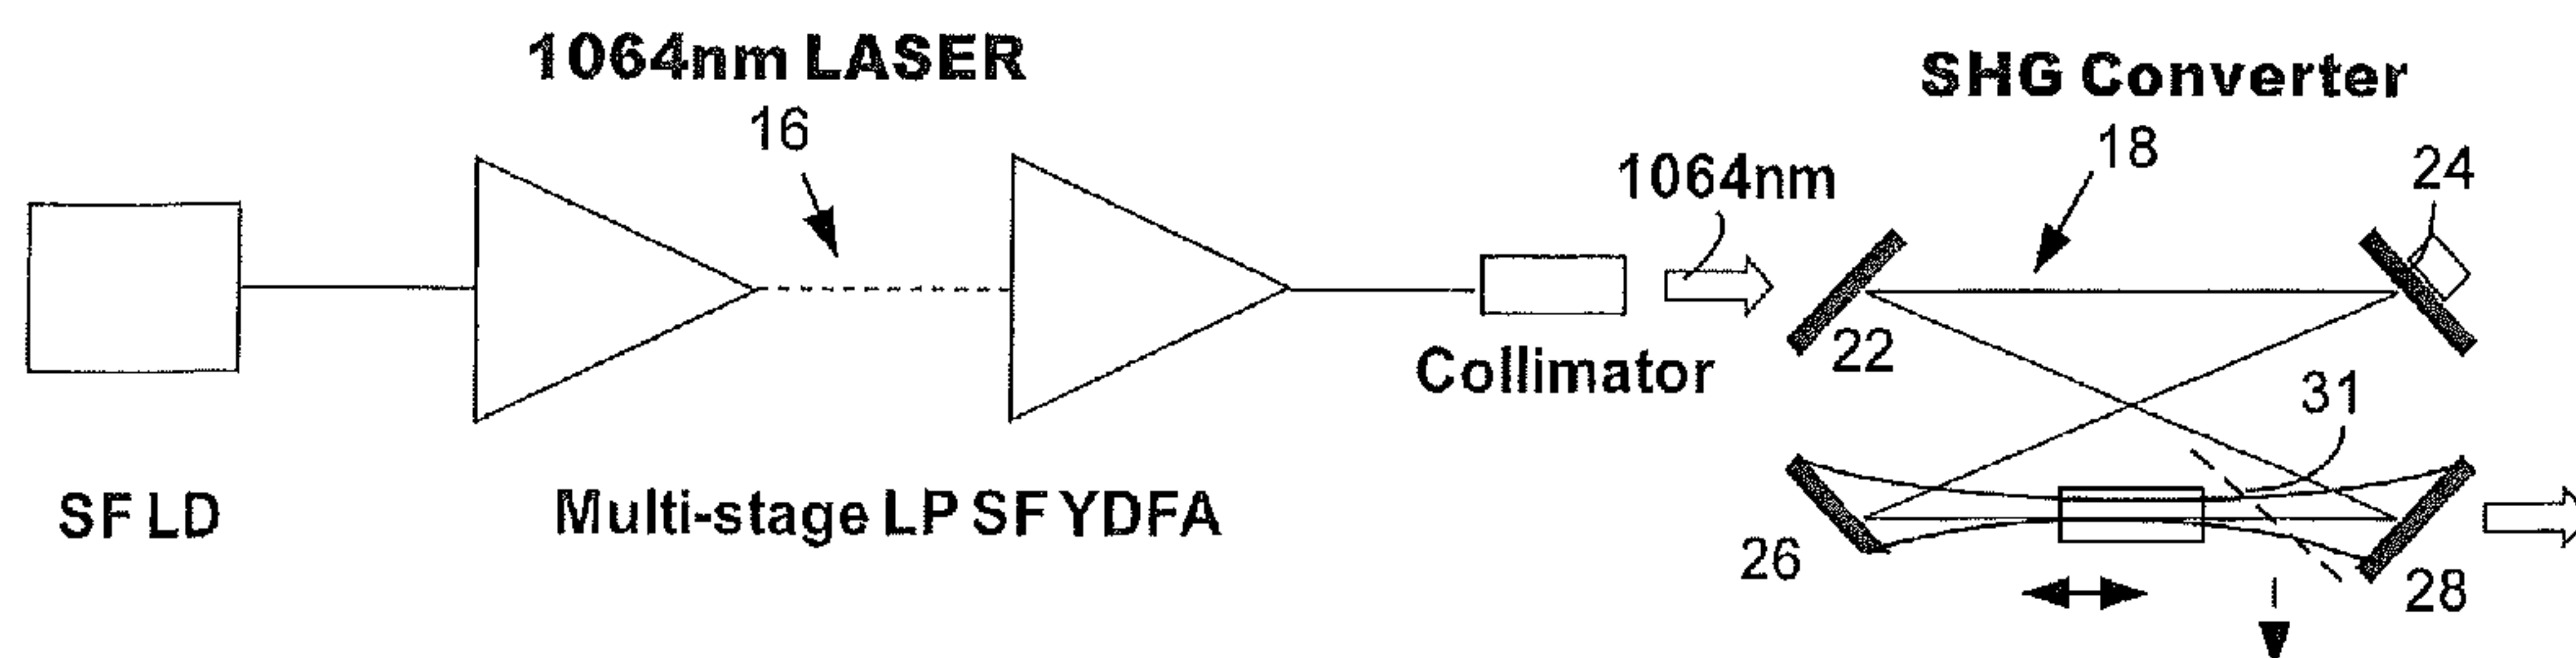 1064nm LASER
16
SHG Converter
18
1064nm
24
22
Collimator
31
SF LD
Multi-stage LP SF YDFA
26
28